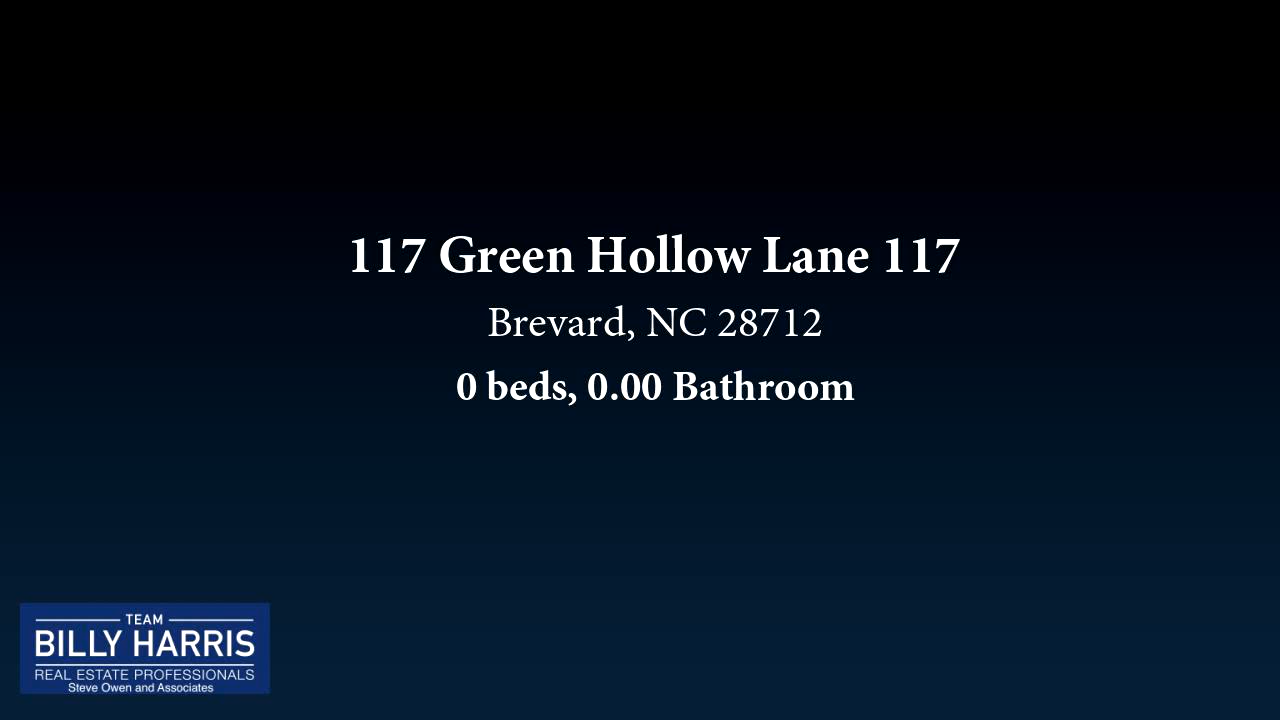 117 Green Hollow Lane 117
Brevard, NC 28712
0 beds, 0.00 Bathroom
TEAM
BILLY HARRIS
REAL ESTATE PROFESSIONALS
Steve Owen and Associates